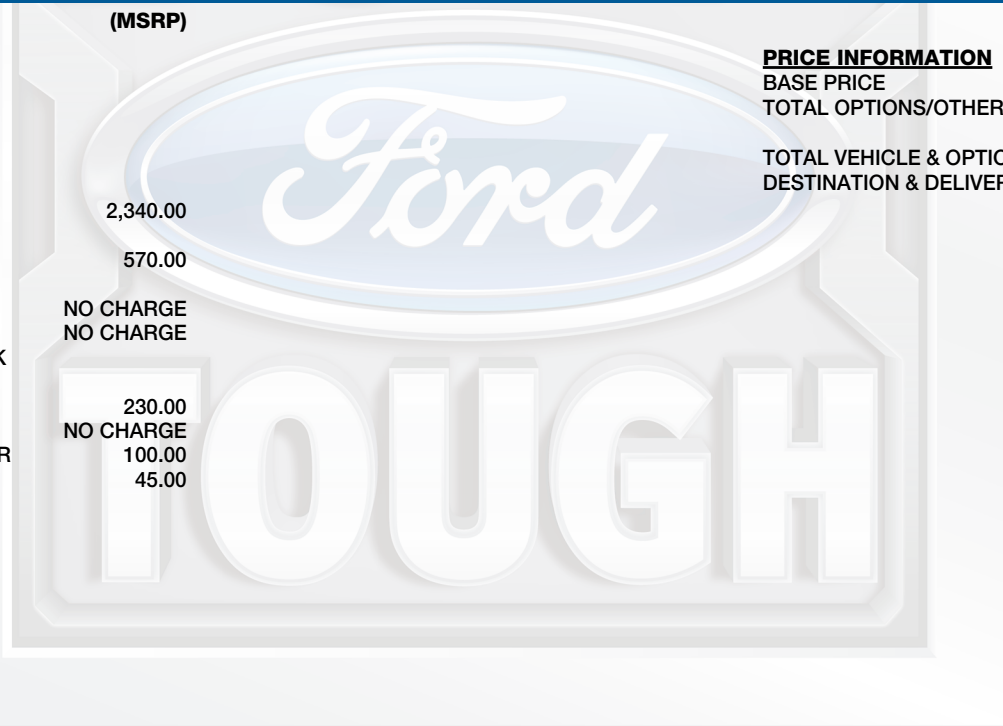 (MSRP)
PRICE INFORMATION
BASE PRICE
TOTAL OPTIONS/OTHER
TOTAL VEHICLE & OPTIO
DESTINATION & DELIVER
2,340.00
570.00
NO CHARGE
NO CHARGE
K
230.00
NO CHARGE
R 100.00
45.00
Ford
TOUGH